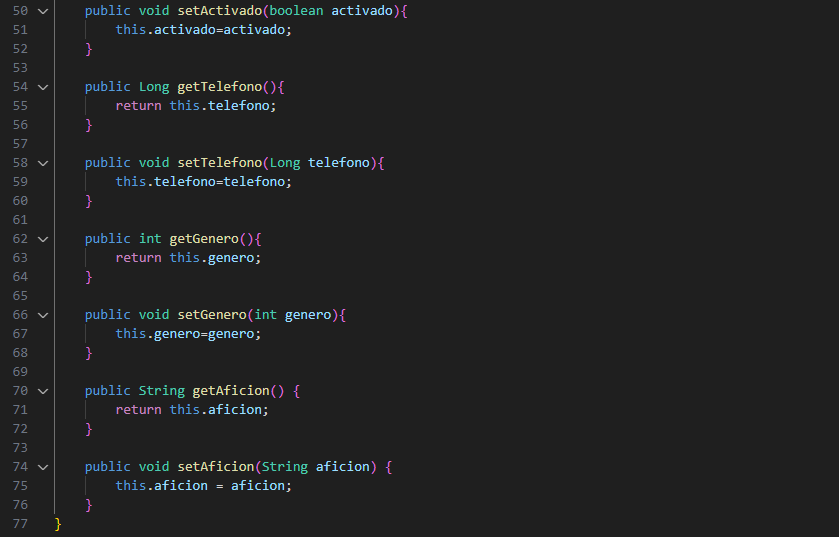 50 public void setActivado(boolean activado){
51 this.activado=activado;
52 }
53
54 public Long getTelefono(){
55 return this.telefono;
56 }
57
58 public void setTelefono(Long telefono){
59 this.telefono=telefono;
60 }
61
62 public int getGenero(){
63 return this.genero;
64 }
65
66 public void setGenero(int genero){
67 this.genero=genero;
68 }
69
70 public String getAficion() {
71 return this.aficion;
72 }
73
74 public void setAficion(String aficion) {
75 this.aficion = aficion;
76 }
77 }